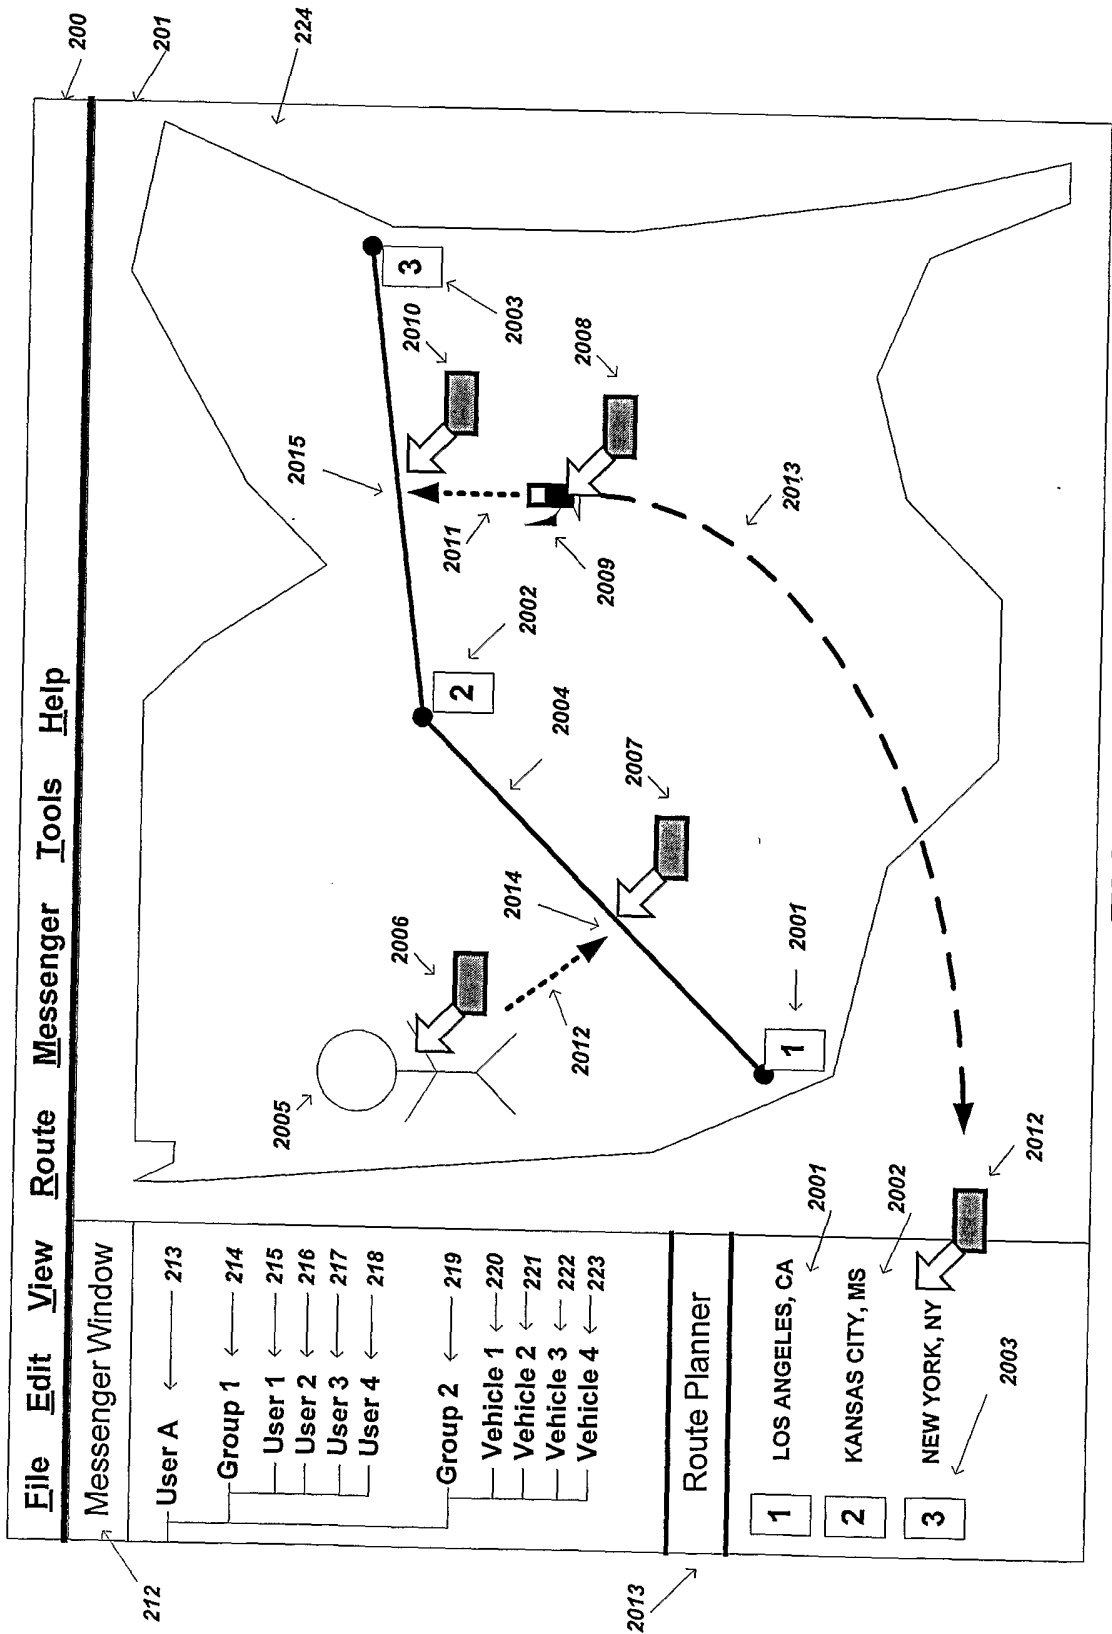 File Edit View Route Messenger Tools Help
200
201
224
Messenger Window
212
User A 213
Group 1 214
User 1 215
User 2 216
User 3 217
User 4 218
Group 2 219
Vehicle 1 220
Vehicle 2 221
Vehicle 3 222
Vehicle 4 223
Route Planner
2013
1 LOS ANGELES, CA 2001
2 KANSAS CITY, MS 2002
3 NEW YORK, NY
2003
2012
2005
2006
2012
2014
2007
2004
1
2001
2
2002
2015
2011
2009
2010
2008
3
2003
2013